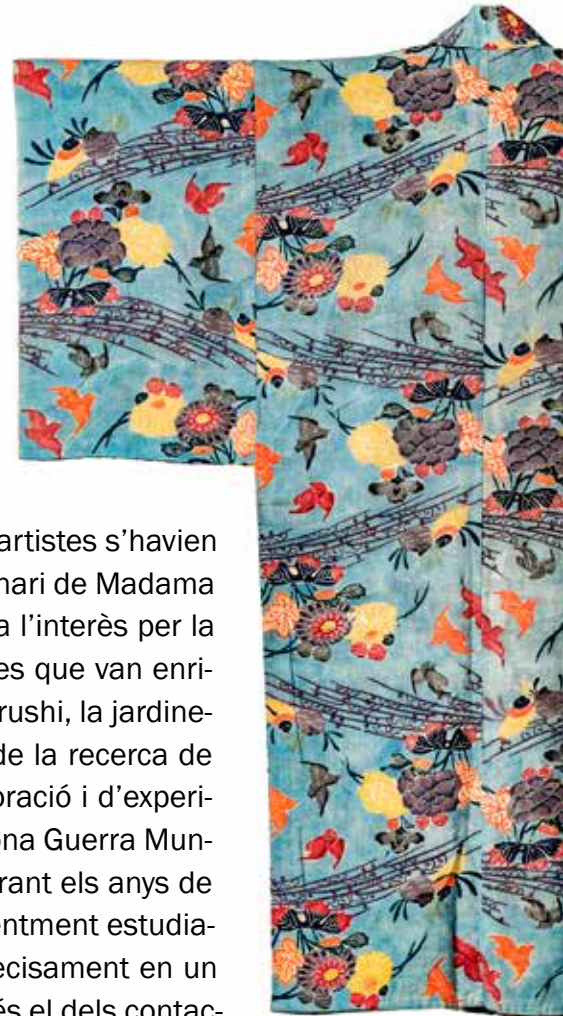 artistes s’havien
nari de Madama
a l’interès per la
es que van enri-
rushi, la jardine-
de la recerca de
oració i d’experi-
ona Guerra Mun-
rant els anys de
entment estudia-
ecisament en un
és el dels contac-